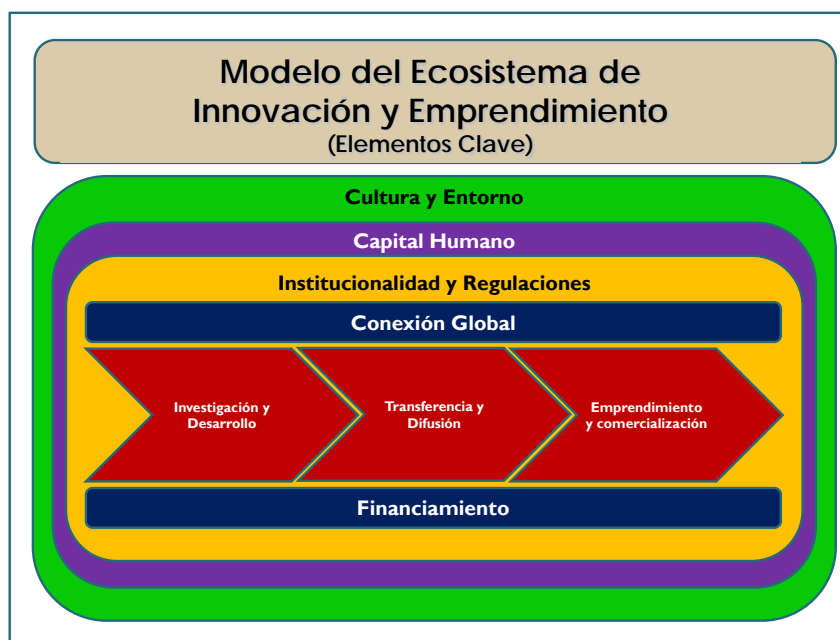 Modelo del Ecosistema de
Innovación y Emprendimiento
(Elementos Clave)
Cultura y Entorno
Capital Humano
Institucionalidad y Regulaciones
Conexión Global
Investigación y
Desarrollo
Transferencia y
Difusión
Emprendimiento
y comercialización
Financiamiento